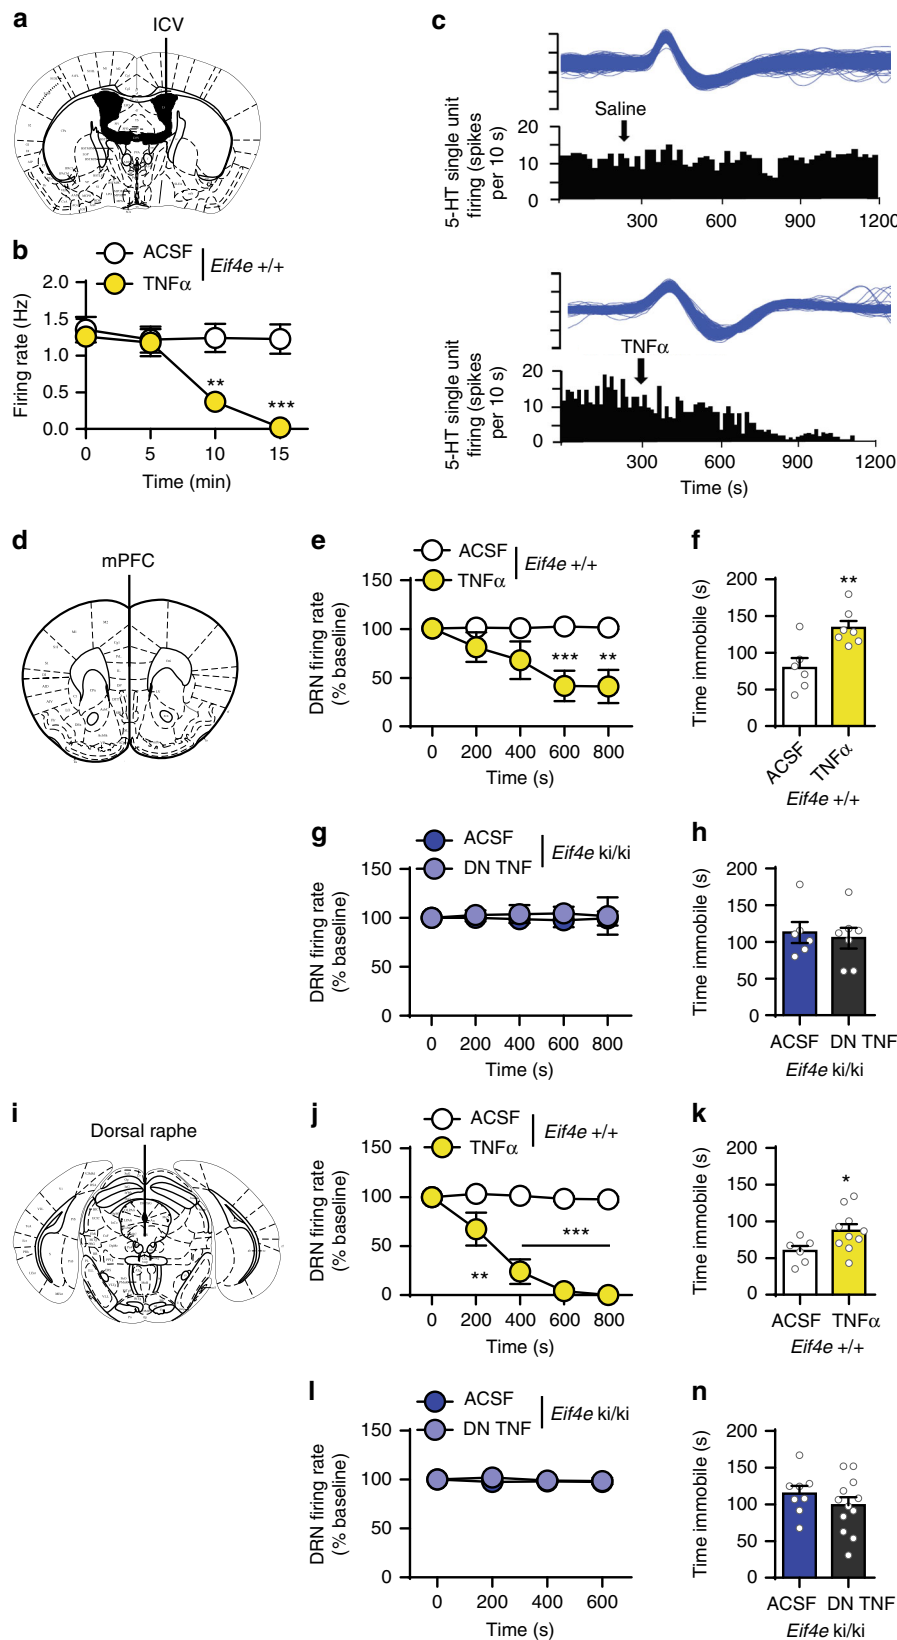 a
ICV
b
ACSF
TNFα
Eif4e +/+
Firing rate (Hz)
2.0
1.5
1.0
0.5
0.0
**
***
0 5 10 15
Time (min)
c
Saline
5-HT single unit
firing (spikes
per 10 s)
20
10
0
300 600 900 1200
TNFα
5-HT single unit
firing (spikes
per 10 s)
20
10
0
300 600 900 1200
Time (s)
d
mPFC
e
ACSF
TNFα
Eif4e +/+
DRN firing rate
(% baseline)
150
100
50
0
*** **
0 200 400 600 800
Time (s)
f
Time immobile (s)
200
150
100
50
0
**
ACSF
TNFα
Eif4e +/+
g
ACSF
DN TNF
Eif4e ki/ki
DRN firing rate
(% baseline)
150
100
50
0
0 200 400 600 800
Time (s)
h
Time immobile (s)
200
150
100
50
0
ACSF DN TNF
Eif4e ki/ki
i
Dorsal raphe
j
ACSF
TNFα
Eif4e +/+
DRN firing rate
(% baseline)
150
100
50
0
***
**
0 200 400 600 800
Time (s)
k
Time immobile (s)
200
150
100
50
0
*
ACSF TNFα
Eif4e +/+
l
ACSF
DN TNF
Eif4e ki/ki
DRN firing rate
(% baseline)
150
100
50
0
0 200 400 600
Time (s)
n
Time immobile (s)
200
150
100
50
0
ACSF DN TNF
Eif4e ki/ki